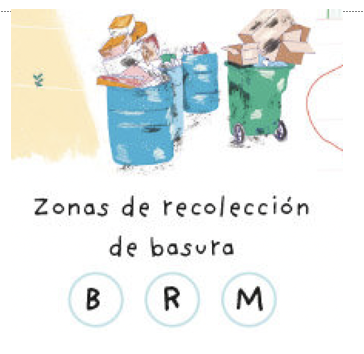 Zonas de recolección
de basura
B R M